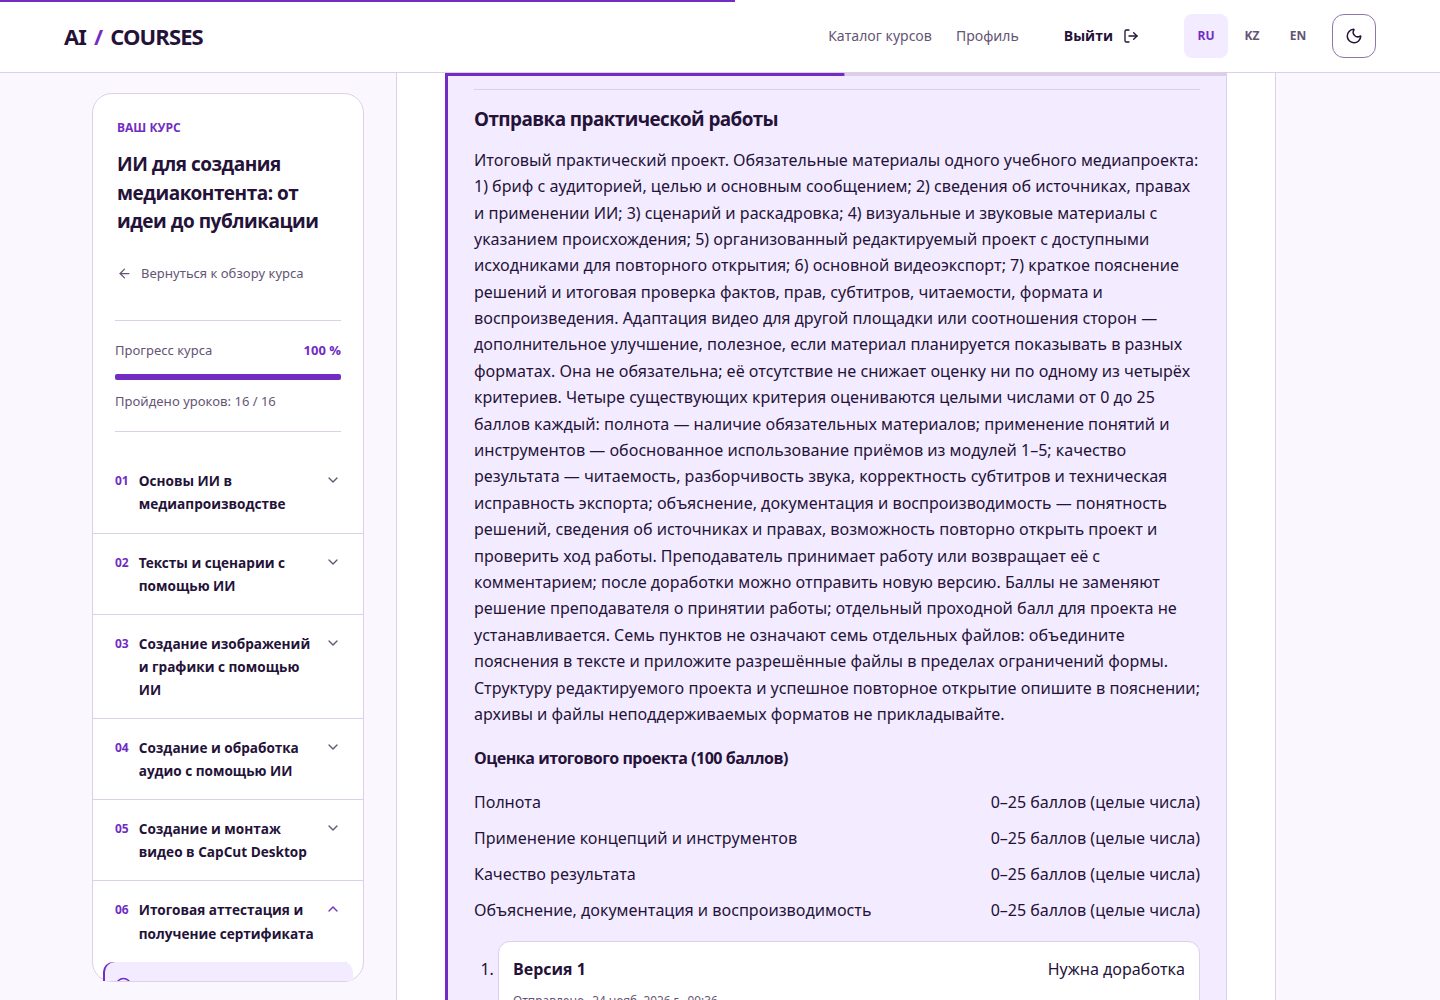 AI / COURSES
Каталог курсов
Профиль
Выйти
RU
KZ
EN
ВАШ КУРС
ИИ для создания
медиаконтента: от
идеи до публикации
Вернуться к обзору курса
Прогресс курса
100 %
Пройдено уроков: 16 / 16
01 Основы ИИ в
медиапроизводстве
02 Тексты и сценарии с
помощью ИИ
03 Создание изображений
и графики с помощью
ИИ
04 Создание и обработка
аудио с помощью ИИ
05 Создание и монтаж
видео в CapCut Desktop
06 Итоговая аттестация и
получение сертификата
Отправка практической работы
Итоговый практический проект. Обязательные материалы одного учебного медиапроекта:
1) бриф с аудиторией, целью и основным сообщением; 2) сведения об источниках, правах
и применении ИИ; 3) сценарий и раскадровка; 4) визуальные и звуковые материалы с
указанием происхождения; 5) организованный редактируемый проект с доступными
исходниками для повторного открытия; 6) основной видеоэкспорт; 7) краткое пояснение
решений и итоговая проверка фактов, прав, субтитров, читаемости, формата и
воспроизведения. Адаптация видео для другой площадки или соотношения сторон —
дополнительное улучшение, полезное, если материал планируется показывать в разных
форматах. Она не обязательна; её отсутствие не снижает оценку ни по одному из четырёх
критериев. Четыре существующих критерия оцениваются целыми числами от 0 до 25
баллов каждый: полнота — наличие обязательных материалов; применение понятий и
инструментов — обоснованное использование приёмов из модулей 1–5; качество
результата — читаемость, разборчивость звука, корректность субтитров и техническая
исправность экспорта; объяснение, документация и воспроизводимость — понятность
решений, сведения об источниках и правах, возможность повторно открыть проект и
проверить ход работы. Преподаватель принимает работу или возвращает её с
комментарием; после доработки можно отправить новую версию. Баллы не заменяют
решение преподавателя о принятии работы; отдельный проходной балл для проекта не
устанавливается. Семь пунктов не означают семь отдельных файлов: объедините
пояснения в тексте и приложите разрешённые файлы в пределах ограничений формы.
Структуру редактируемого проекта и успешное повторное открытие опишите в пояснении;
архивы и файлы неподдерживаемых форматов не прикладывайте.
Оценка итогового проекта (100 баллов)
Полнота 0–25 баллов (целые числа)
Применение концепций и инструментов 0–25 баллов (целые числа)
Качество результата 0–25 баллов (целые числа)
Объяснение, документация и воспроизводимость 0–25 баллов (целые числа)
1. Версия 1 Нужна доработка